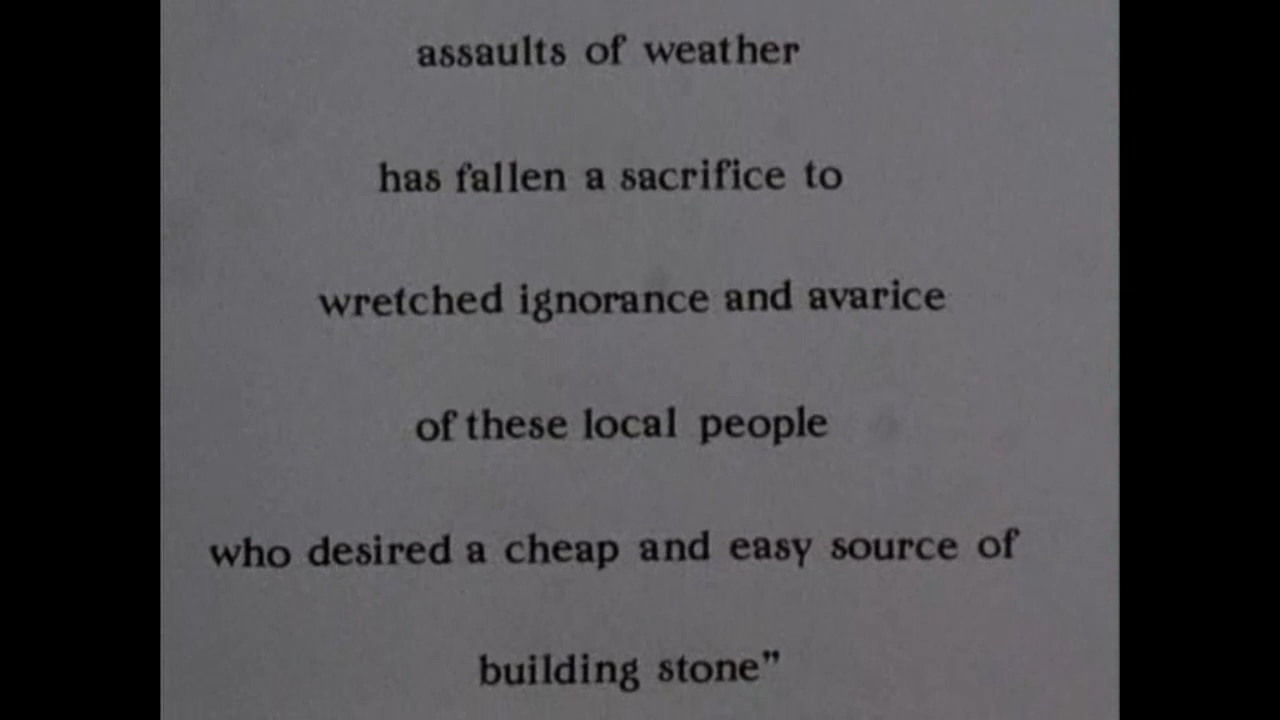 assaults of weather
has fallen a sacrifice to
wretched ignorance and avarice
of these local people
who desired a cheap and easy source of
building stone”